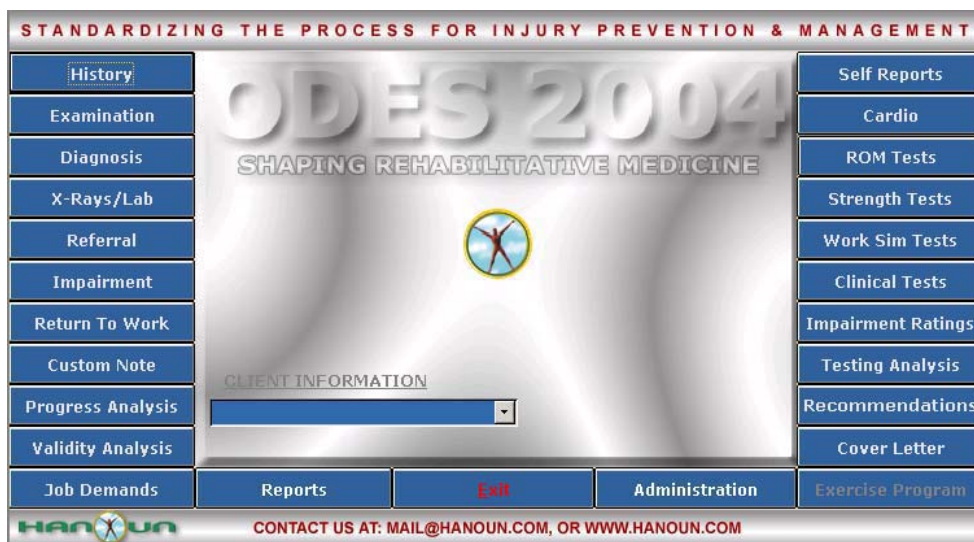 STANDARDIZING THE PROCESS FOR INJURY PREVENTION & MANAGEMENT
History
Examination
Diagnosis
X-Rays/Lab
Referral
Impairment
Return To Work
Custom Note
Progress Analysis
Validity Analysis
Job Demands
ODES 2004
SHAPING REHABILITATIVE MEDICINE
CLIENT INFORMATION
Self Reports
Cardio
ROM Tests
Strength Tests
Work Sim Tests
Clinical Tests
Impairment Ratings
Testing Analysis
Recommendations
Cover Letter
Exercise Program
Reports
Exit
Administration
HANOUN
CONTACT US AT: MAIL@HANOUN.COM, OR WWW.HANOUN.COM